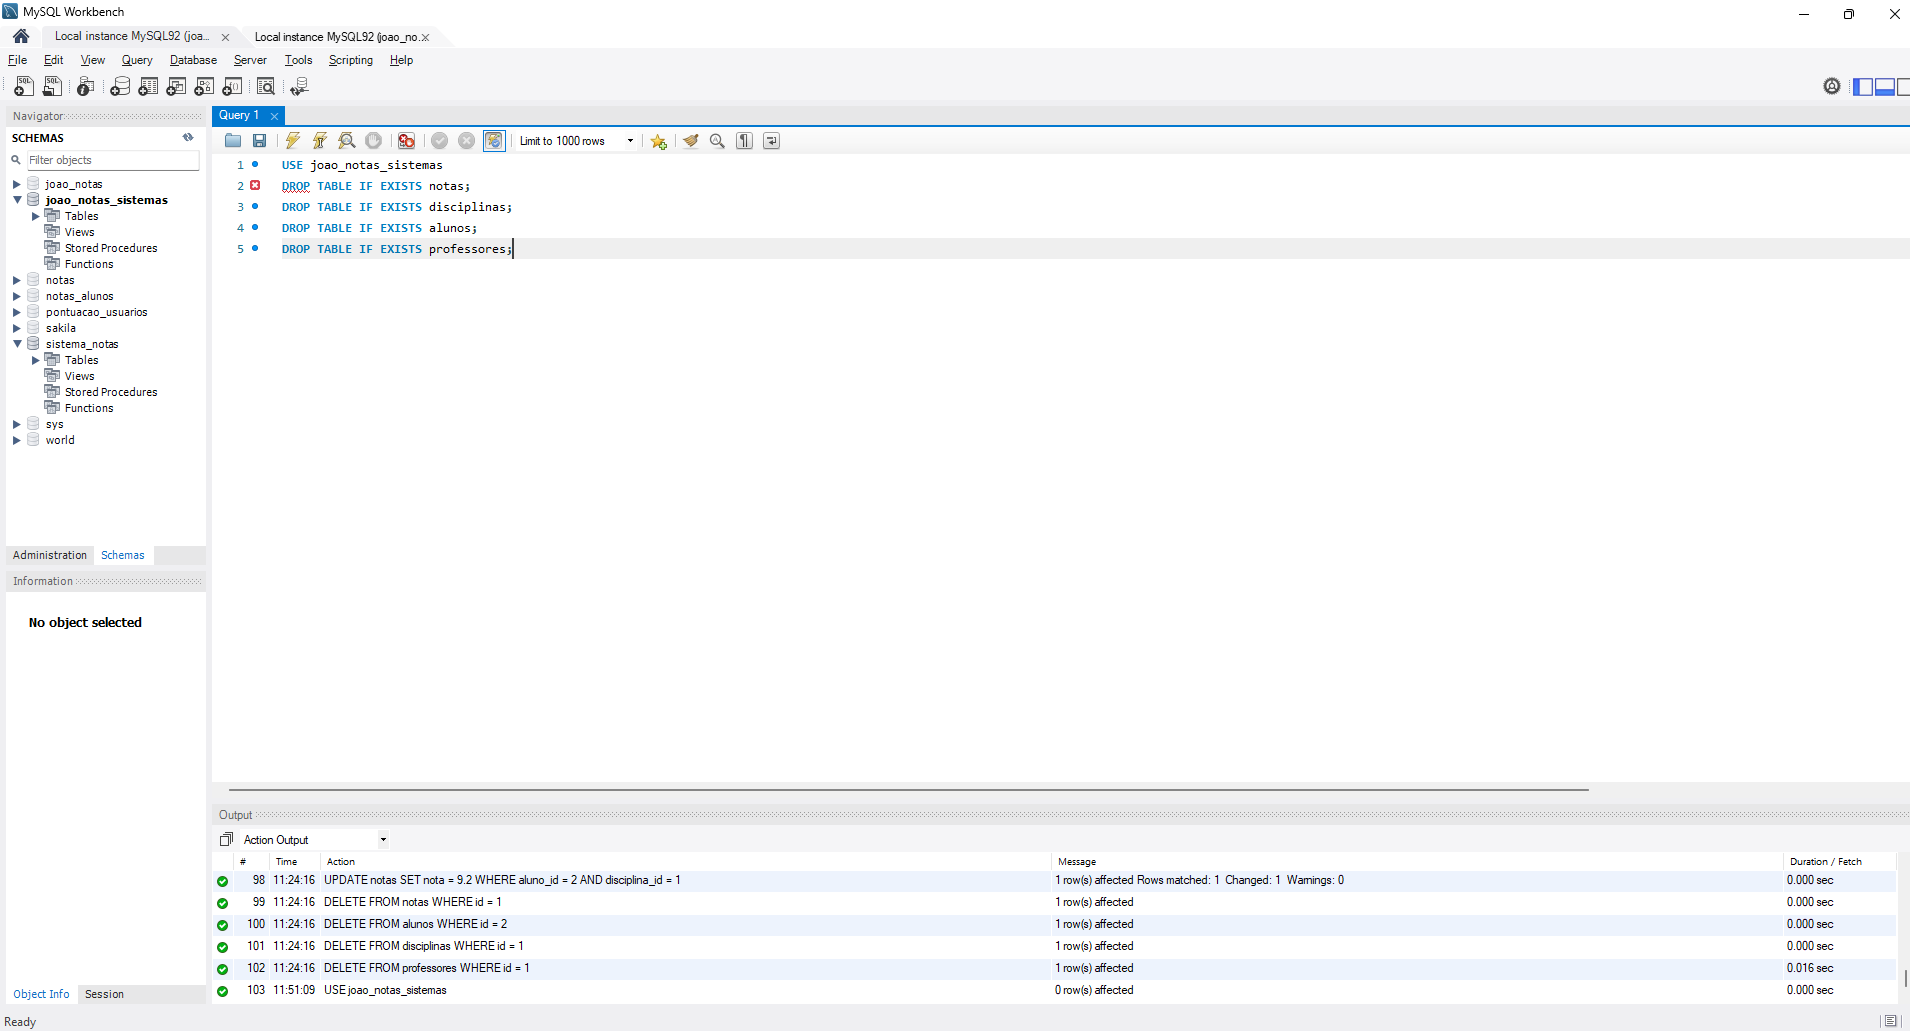 MySQL Workbench
Local instance MySQL92 (joa...
Local instance MySQL92 (joao_no...
File Edit View Query Database Server Tools Scripting Help
Navigator
SCHEMAS
Filter objects
joao_notas
joao_notas_sistemas
Tables
Views
Stored Procedures
Functions
notas
notas_alunos
pontuacao_usuarios
sakila
sistema_notas
Tables
Views
Stored Procedures
Functions
sys
world
Administration Schemas
Information
No object selected
Object Info Session
Query 1
Limit to 1000 rows
1 USE joao_notas_sistemas
2 DROP TABLE IF EXISTS notas;
3 DROP TABLE IF EXISTS disciplinas;
4 DROP TABLE IF EXISTS alunos;
5 DROP TABLE IF EXISTS professores;
Output
Action Output
# Time Action Message Duration / Fetch
98 11:24:16 UPDATE notas SET nota = 9.2 WHERE aluno_id = 2 AND disciplina_id = 1 1 row(s) affected Rows matched: 1 Changed: 1 Warnings: 0 0.000 sec
99 11:24:16 DELETE FROM notas WHERE id = 1 1 row(s) affected 0.000 sec
100 11:24:16 DELETE FROM alunos WHERE id = 2 1 row(s) affected 0.000 sec
101 11:24:16 DELETE FROM disciplinas WHERE id = 1 1 row(s) affected 0.000 sec
102 11:24:16 DELETE FROM professores WHERE id = 1 1 row(s) affected 0.016 sec
103 11:51:09 USE joao_notas_sistemas 0 row(s) affected 0.000 sec
Ready